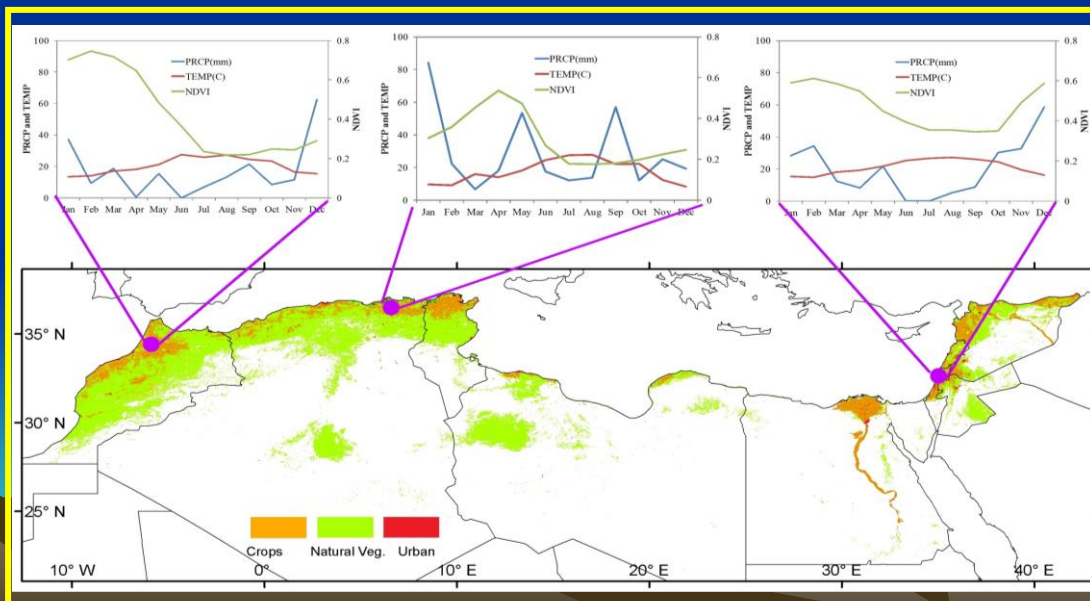 100 0.8
80 0.6
60
0.4
40
0.2
20
0 0
PRCP and TEMP
NDVI
PRCP(mm)
TEMP(C)
NDVI
Jan Feb Mar Apr May Jun Jul Aug Sep Oct Nov Dec
100 0.8
80 0.6
60
0.4
40
0.2
20
0 0
PRCP and TEMP
NDVI
PRCP(mm)
TEMP(C)
NDVI
Jan Feb Mar Apr May Jun Jul Aug Sep Oct Nov Dec
100 0.8
80 0.6
60
0.4
40
0.2
20
0 0
PRCP and TEMP
NDVI
PRCP(mm)
TEMP(C)
NDVI
Jan Feb Mar Apr May Jun Jul Aug Sep Oct Nov Dec
35° N
30° N
25° N
Crops Natural Veg. Urban
10° W 0° 10° E 20° E 30° E 40° E